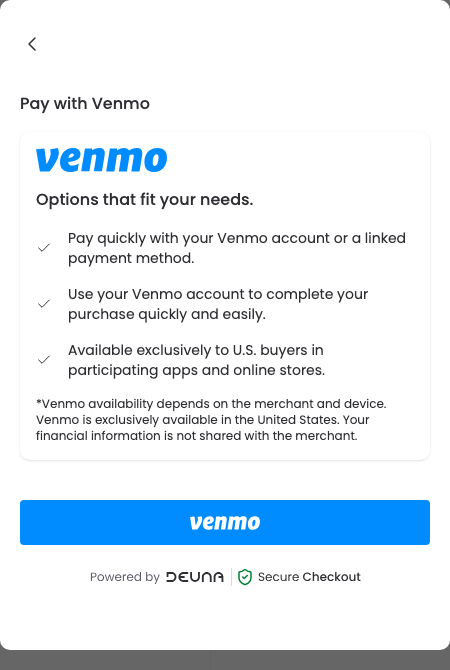 Pay with Venmo
venmo
Options that fit your needs.
Pay quickly with your Venmo account or a linked
payment method.
Use your Venmo account to complete your
purchase quickly and easily.
Available exclusively to U.S. buyers in
participating apps and online stores.
*Venmo availability depends on the merchant and device.
Venmo is exclusively available in the United States. Your
financial information is not shared with the merchant.
venmo
Powered by DEUNA Secure Checkout